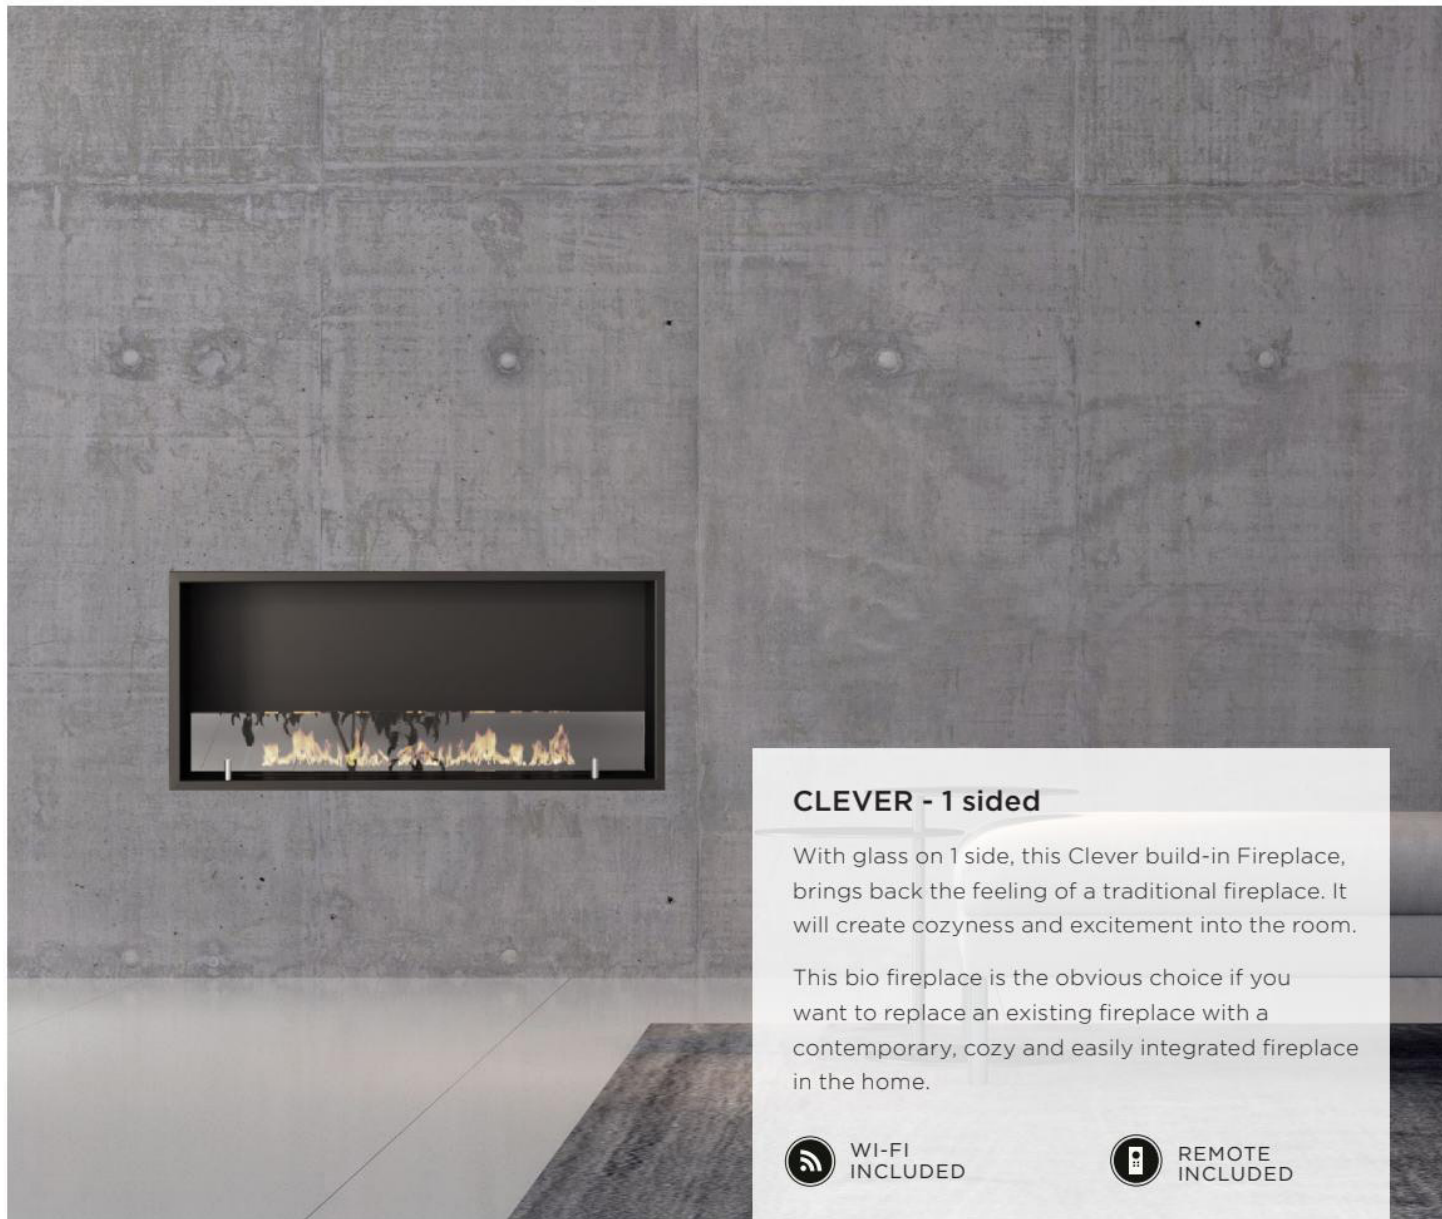 CLEVER - 1 sided
With glass on 1 side, this Clever build-in Fireplace,
brings back the feeling of a traditional fireplace. It
will create cozyness and excitement into the room.
This bio fireplace is the obvious choice if you
want to replace an existing fireplace with a
contemporary, cozy and easily integrated fireplace
in the home.
WI-FI
INCLUDED
REMOTE
INCLUDED